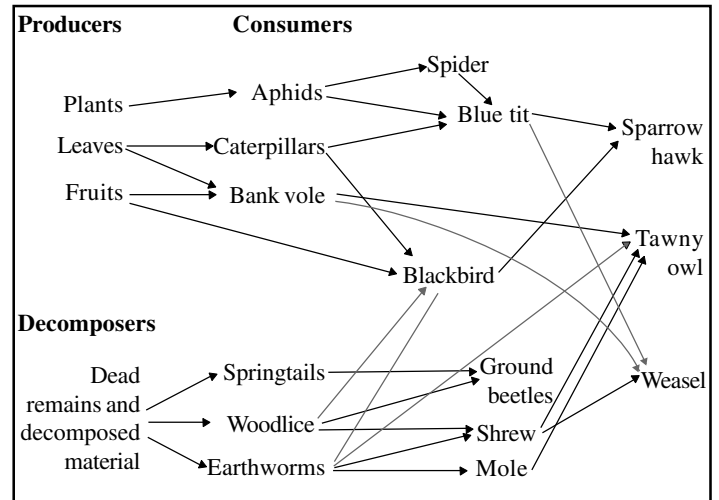 Producers
Consumers
Spider
Plants
Aphids
Blue tit
Sparrow
hawk
Leaves
Caterpillars
Fruits
Bank vole
Tawny
owl
Blackbird
Decomposers
Dead
remains and
decomposed
material
Springtails
Ground
beetles
Weasel
Woodlice
Shrew
Earthworms
Mole